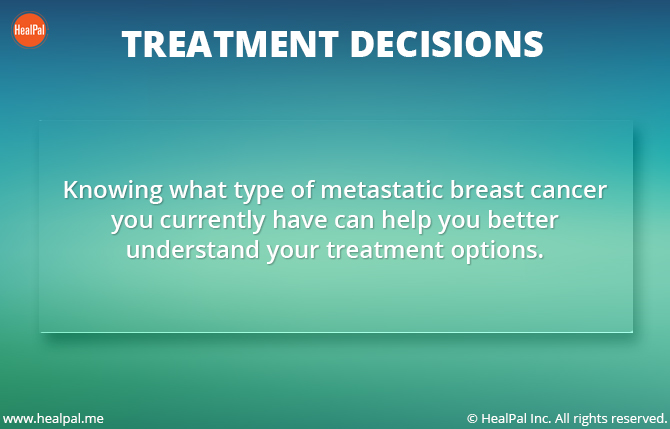 HealPal
TREATMENT DECISIONS
Knowing what type of metastatic breast cancer
you currently have can help you better
understand your treatment options.
www.healpal.me
© HealPal Inc. All rights reserved.